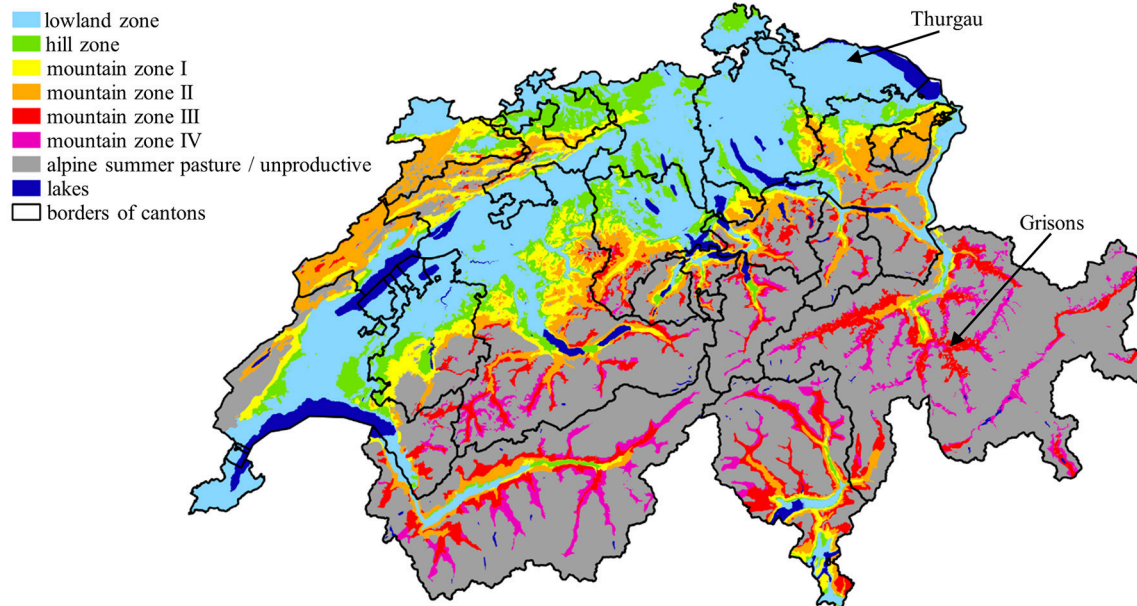 lowland zone
hill zone
mountain zone I
mountain zone II
mountain zone III
mountain zone IV
alpine summer pasture / unproductive
lakes
borders of cantons
Thurgau
Grisons